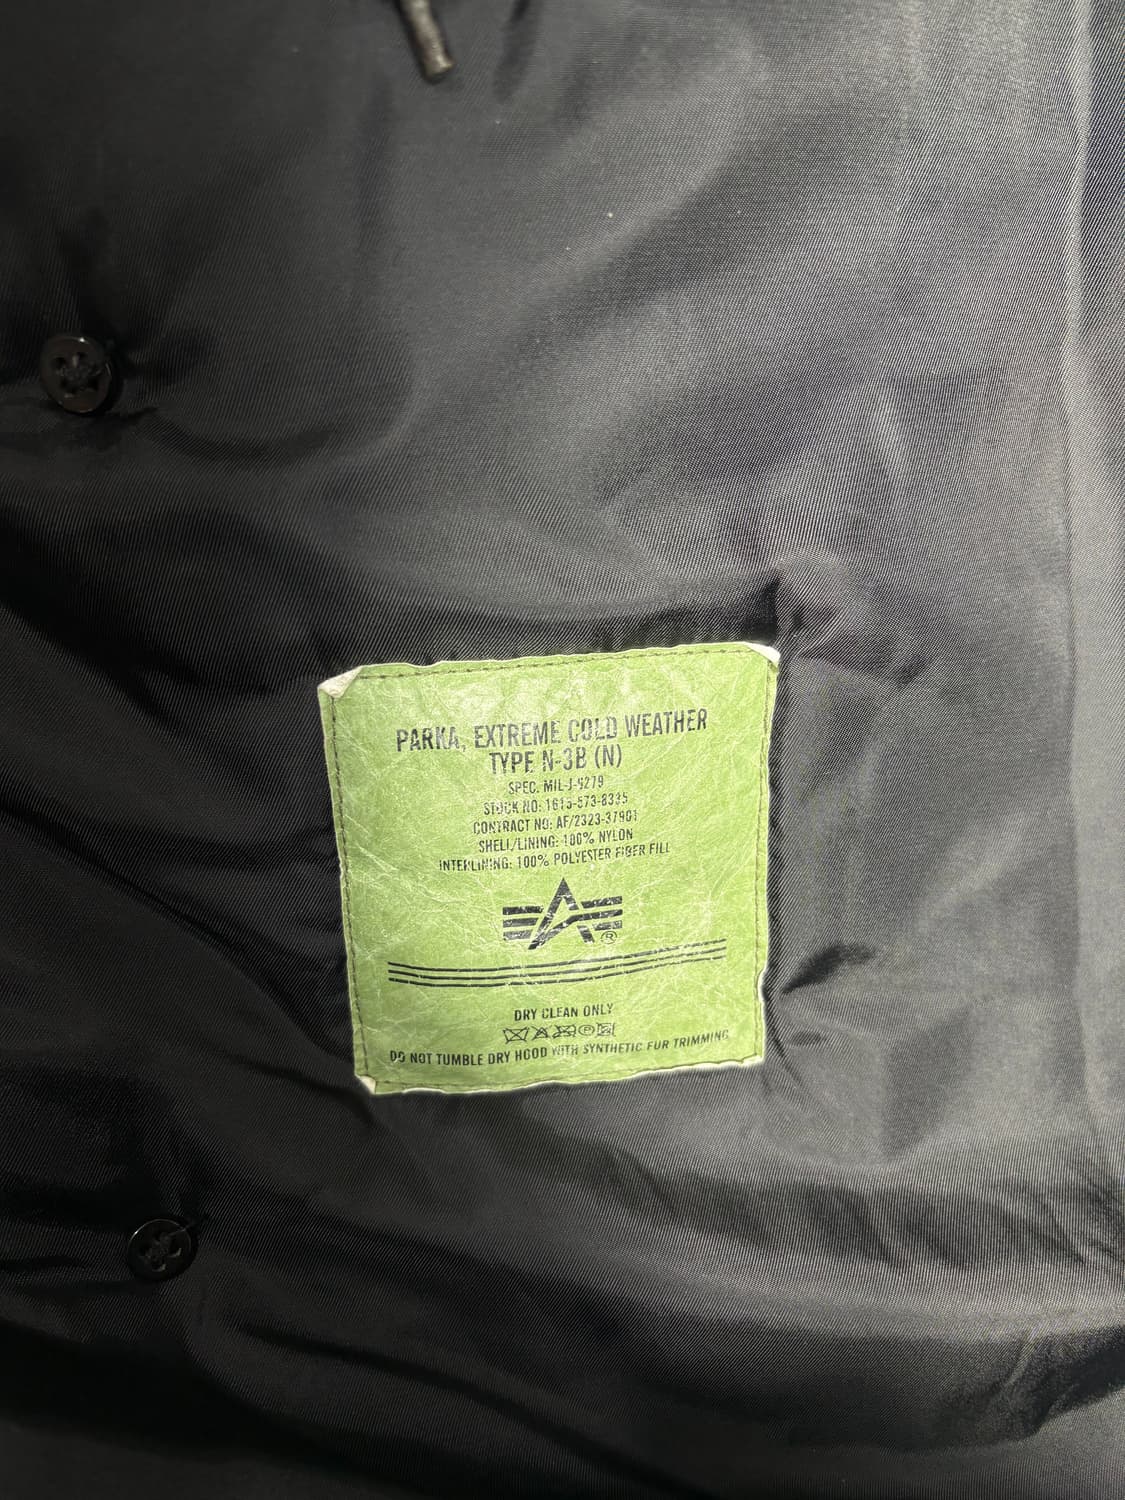 PARKA, EXTREME COLD WEATHER
TYPE N-3B (N)
SPEC. MIL-J-9279
STOCK NO: 1615-573-8335
CONTRACT NO: AF/2323-37901
SHELL/LINING: 100% NYLON
INTERLINING: 100% POLYESTER FIBER FILL
®
DRY CLEAN ONLY
DO NOT TUMBLE DRY HOOD WITH SYNTHETIC FUR TRIMMING